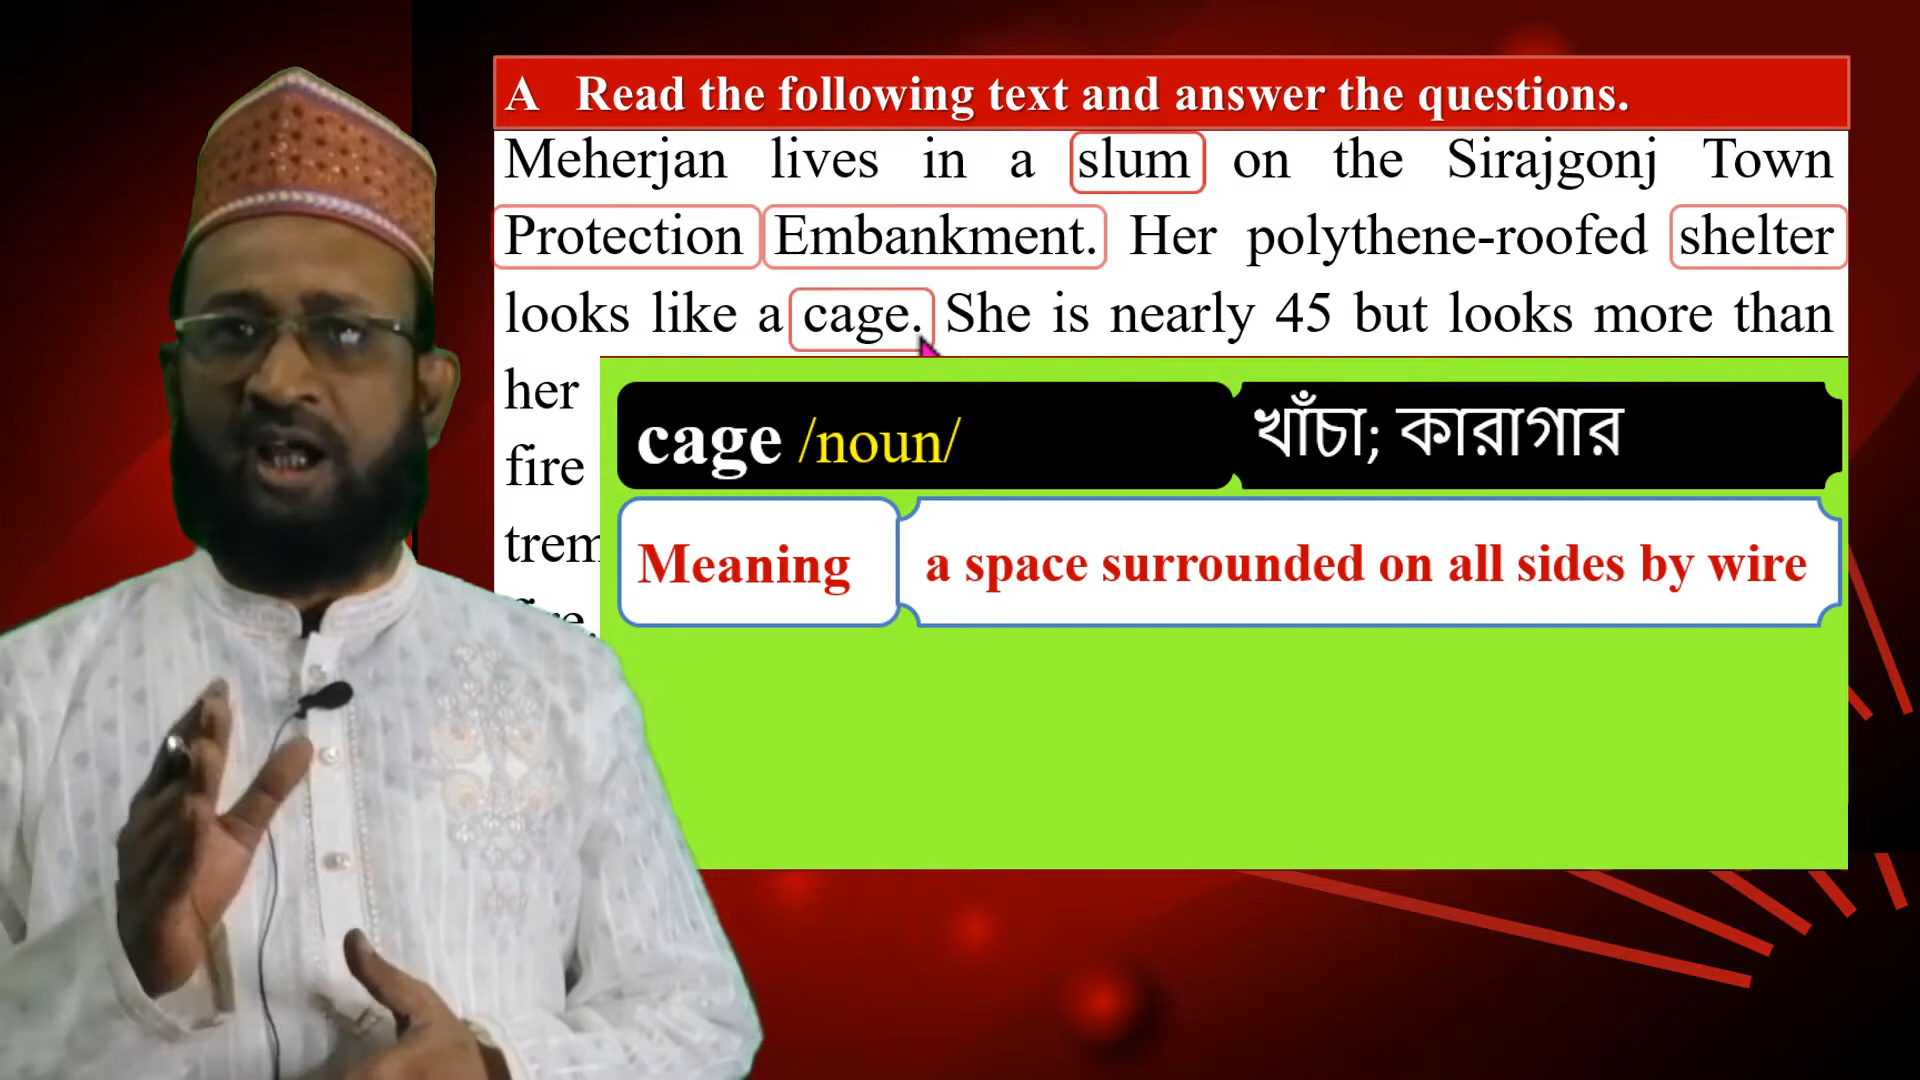 A Read the following text and answer the questions.
Meherjan lives in a slum on the Sirajgonj Town
Protection Embankment. Her polythene-roofed shelter
looks like a cage. She is nearly 45 but looks more than
her
fire
cage /noun/ খাঁচা; কারাগার
Meaning a space surrounded on all sides by wire